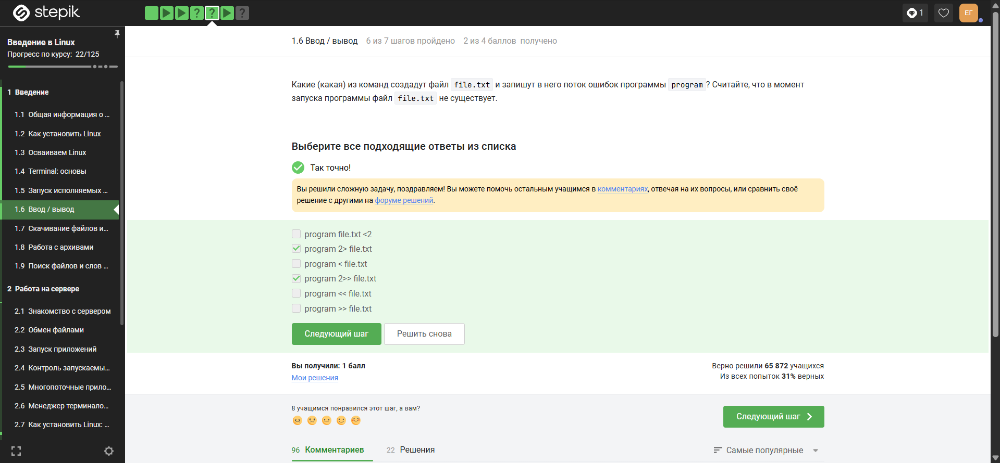 stepik
? ? ?
1
ЕГ
Введение в Linux
Прогресс по курсу: 22/125
1 Введение
1.1 Общая информация о ...
1.2 Как установить Linux
1.3 Осваиваем Linux
1.4 Terminal: основы
1.5 Запуск исполняемых ...
1.6 Ввод / вывод
1.7 Скачивание файлов и...
1.8 Работа с архивами
1.9 Поиск файлов и слов ...
2 Работа на сервере
2.1 Знакомство с сервером
2.2 Обмен файлами
2.3 Запуск приложений
2.4 Контроль запускаемы...
2.5 Многопоточные прило...
2.6 Менеджер терминало...
2.7 Как установить Linux: ...
1.6 Ввод / вывод 6 из 7 шагов пройдено 2 из 4 баллов получено
Какие (какая) из команд создадут файл file.txt и запишут в него поток ошибок программы program? Считайте, что в момент
запуска программы файл file.txt не существует.
Выберите все подходящие ответы из списка
Так точно!
Вы решили сложную задачу, поздравляем! Вы можете помочь остальным учащимся в комментариях, отвечая на их вопросы, или сравнить своё
решение с другими на форуме решений.
program file.txt <2
program 2> file.txt
program < file.txt
program 2>> file.txt
program << file.txt
program >> file.txt
Следующий шаг Решить снова
Вы получили: 1 балл
Мои решения
Верно решили 65 872 учащихся
Из всех попыток 31% верных
8 учащимся понравился этот шаг, а вам?
Следующий шаг
96 Комментариев 22 Решения Самые популярные